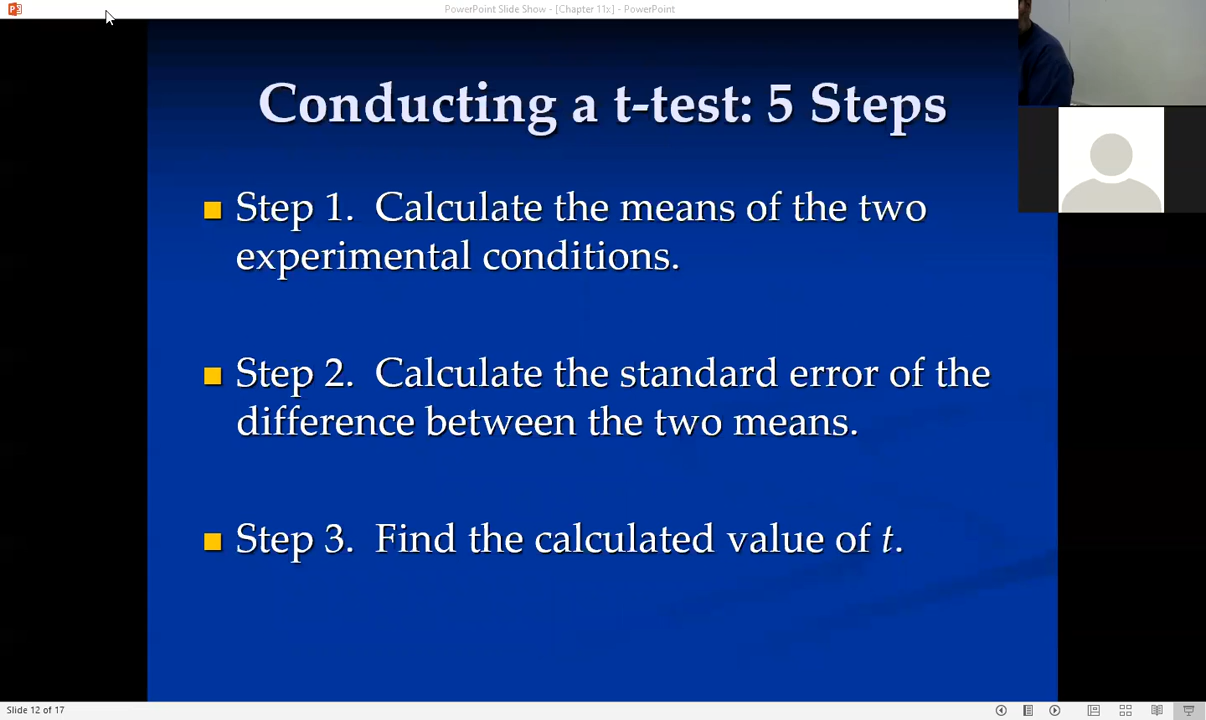 PowerPoint Slide Show - [Chapter 11x] - PowerPoint
Conducting a t-test: 5 Steps
Step 1. Calculate the means of the two
experimental conditions.
Step 2. Calculate the standard error of the
difference between the two means.
Step 3. Find the calculated value of t.
Slide 12 of 17